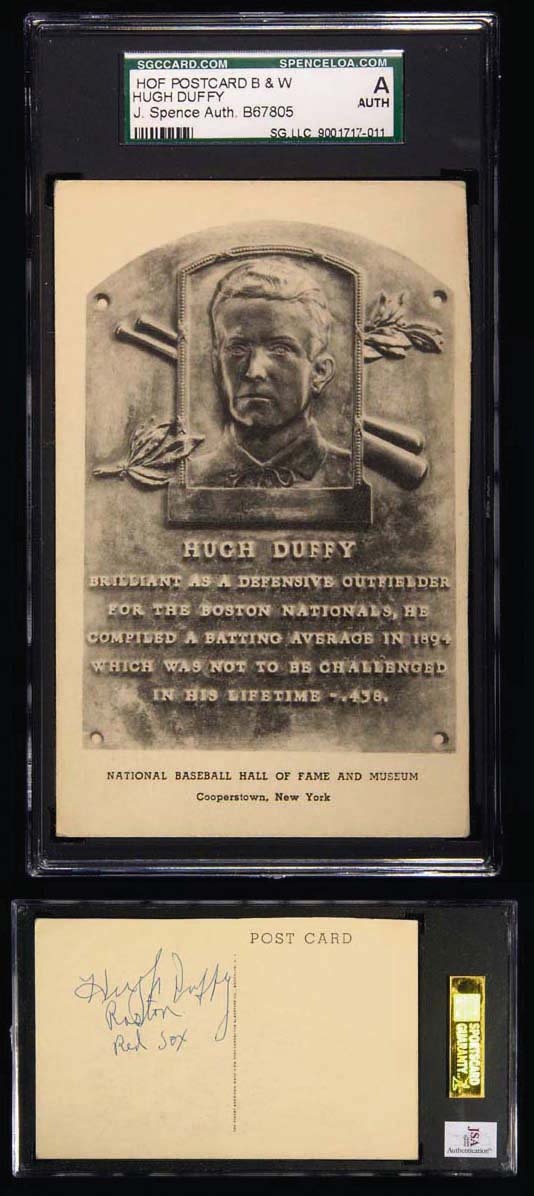 SGCCARD.COM SPENCELOA.COM
HOF POSTCARD B & W
HUGH DUFFY
J. Spence Auth. B67805
A
AUTH
SG, LLC 9001717-011
HUGH DUFFY
BRILLIANT AS A DEFENSIVE OUTFIELDER
FOR THE BOSTON NATIONALS, HE
COMPILED A BATTING AVERAGE IN 1894
WHICH WAS NOT TO BE CHALLENGED
IN HIS LIFETIME -.438.
NATIONAL BASEBALL HALL OF FAME AND MUSEUM
Cooperstown, New York
POST CARD
Hugh Duffy
Boston
Red Sox
SPORTSCARD
GUARANTY
JSA
Authentication